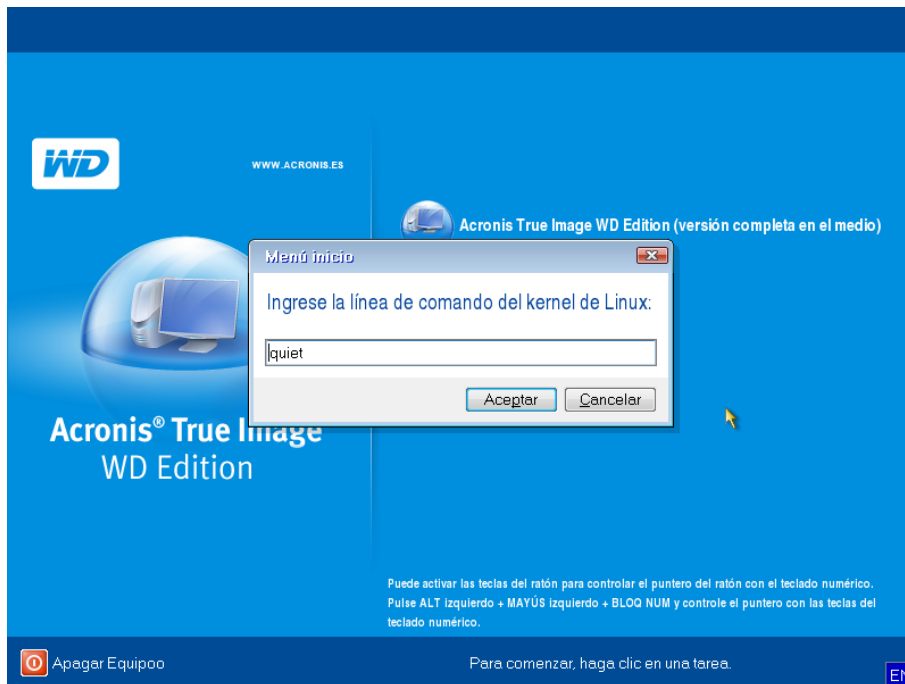 WD
WWW.ACRONIS.ES
Acronis True Image WD Edition (versión completa en el medio)
Menú inicio
Ingrese la línea de comando del kernel de Linux:
quiet
Aceptar
Cancelar
Acronis® True Image
WD Edition
Puede activar las teclas del ratón para controlar el puntero del ratón con el teclado numérico.
Pulse ALT izquierdo + MAYÚS izquierdo + BLOQ NUM y controle el puntero con las teclas del
teclado numérico.
Apagar Equipoo
Para comenzar, haga clic en una tarea.
EN